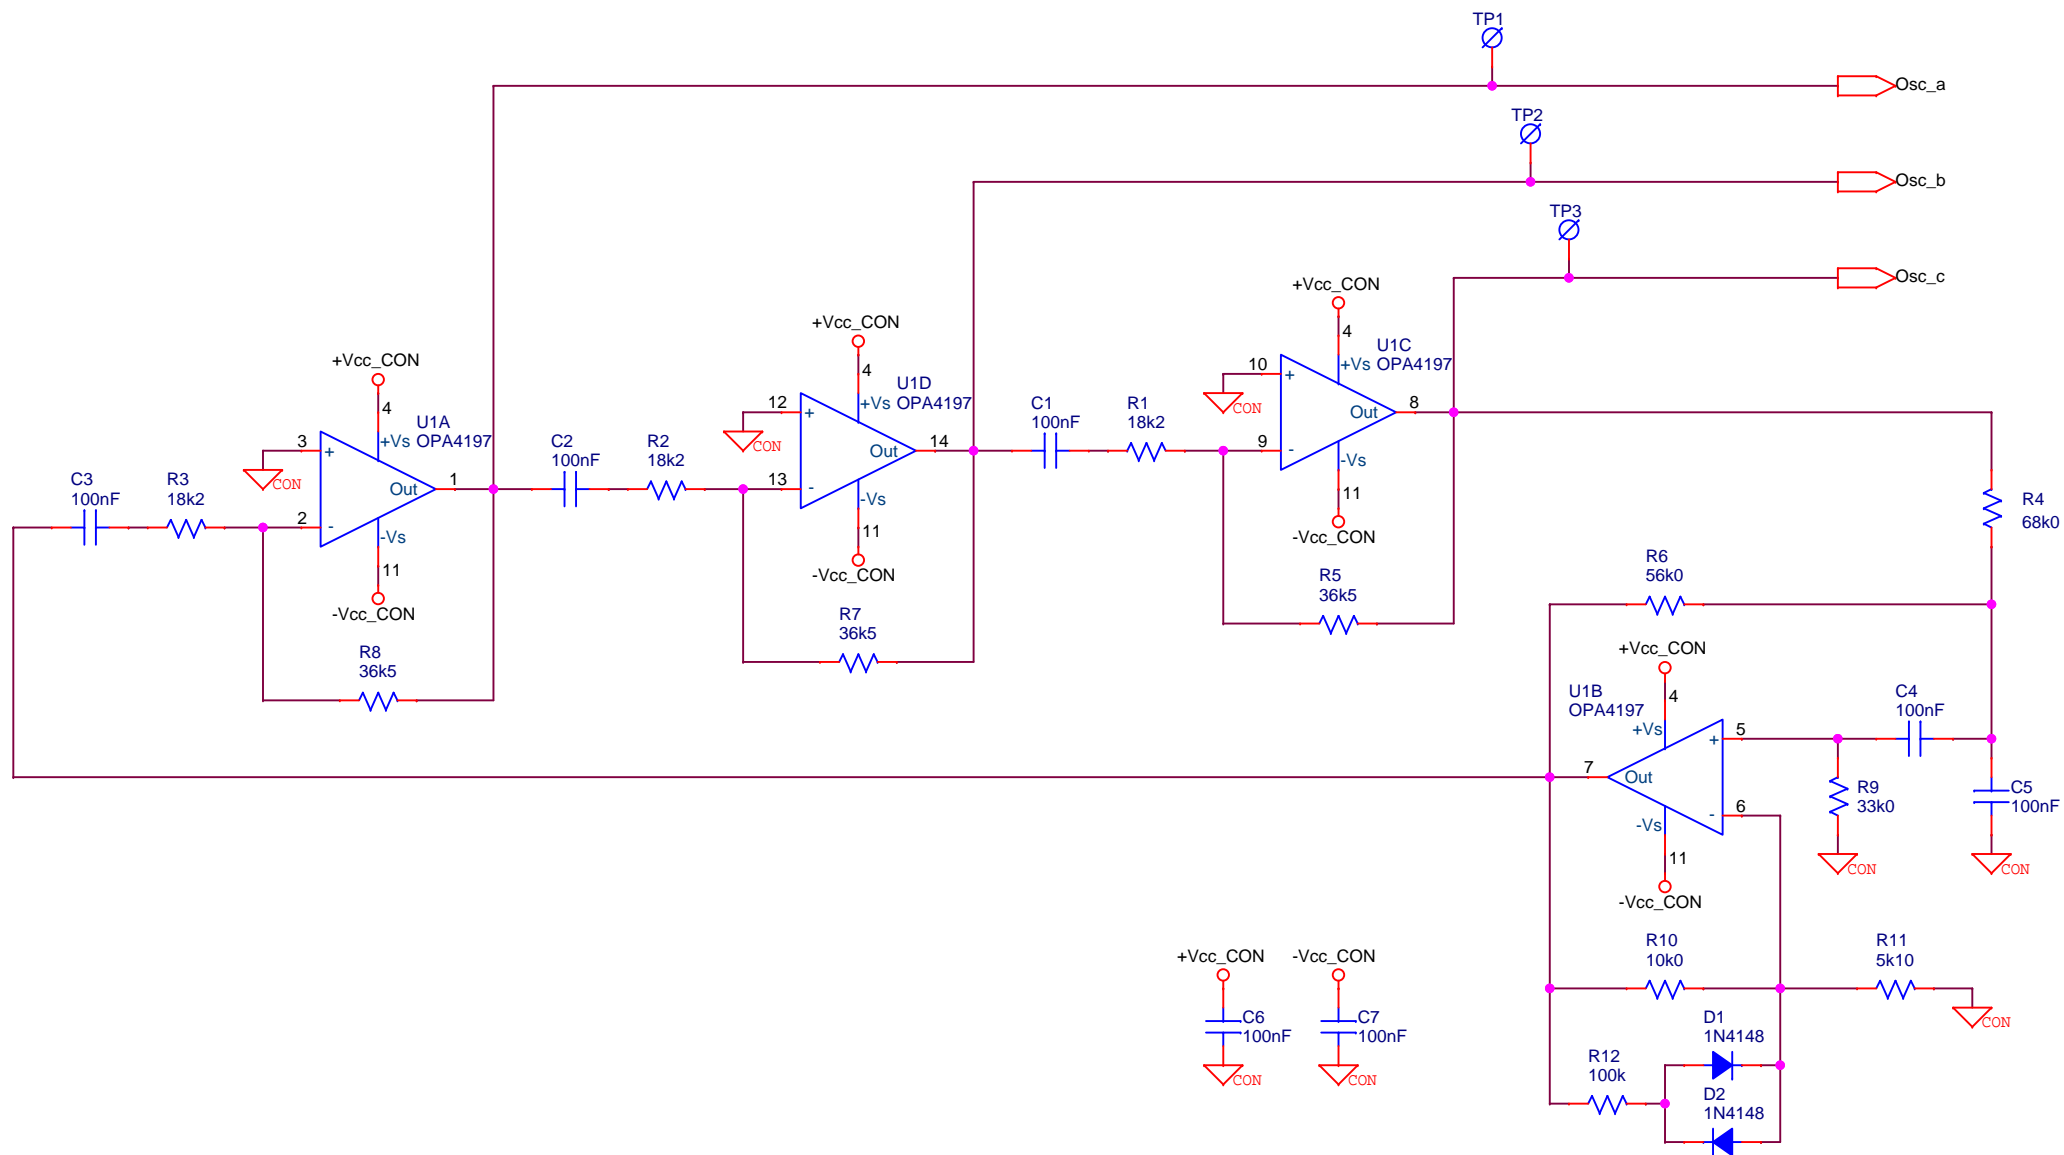 TP1
Osc_a
TP2
Osc_b
TP3
Osc_c
+Vcc_CON
4
U1C
+Vs OPA4197
10
+
CON
Out
8
9
-
-Vs
11
-Vcc_CON
+Vcc_CON
4
U1D
+Vs OPA4197
12
+
CON
Out
14
13
-
-Vs
11
-Vcc_CON
C1
100nF
R1
18k2
+Vcc_CON
4
U1A
OPA4197
+Vs
3
+
CON
Out
1
2
-
-Vs
11
-Vcc_CON
C2
100nF
R2
18k2
C3
100nF
R3
18k2
R4
68k0
R5
36k5
R6
56k0
R7
36k5
R8
36k5
+Vcc_CON
4
U1B
OPA4197
+Vs
5
+
7
Out
6
-
-Vs
11
-Vcc_CON
C4
100nF
R9
33k0
CON
C5
100nF
CON
R10
10k0
R11
5k10
CON
+Vcc_CON
C6
100nF
CON
-Vcc_CON
C7
100nF
CON
R12
100k
D1
1N4148
D2
1N4148